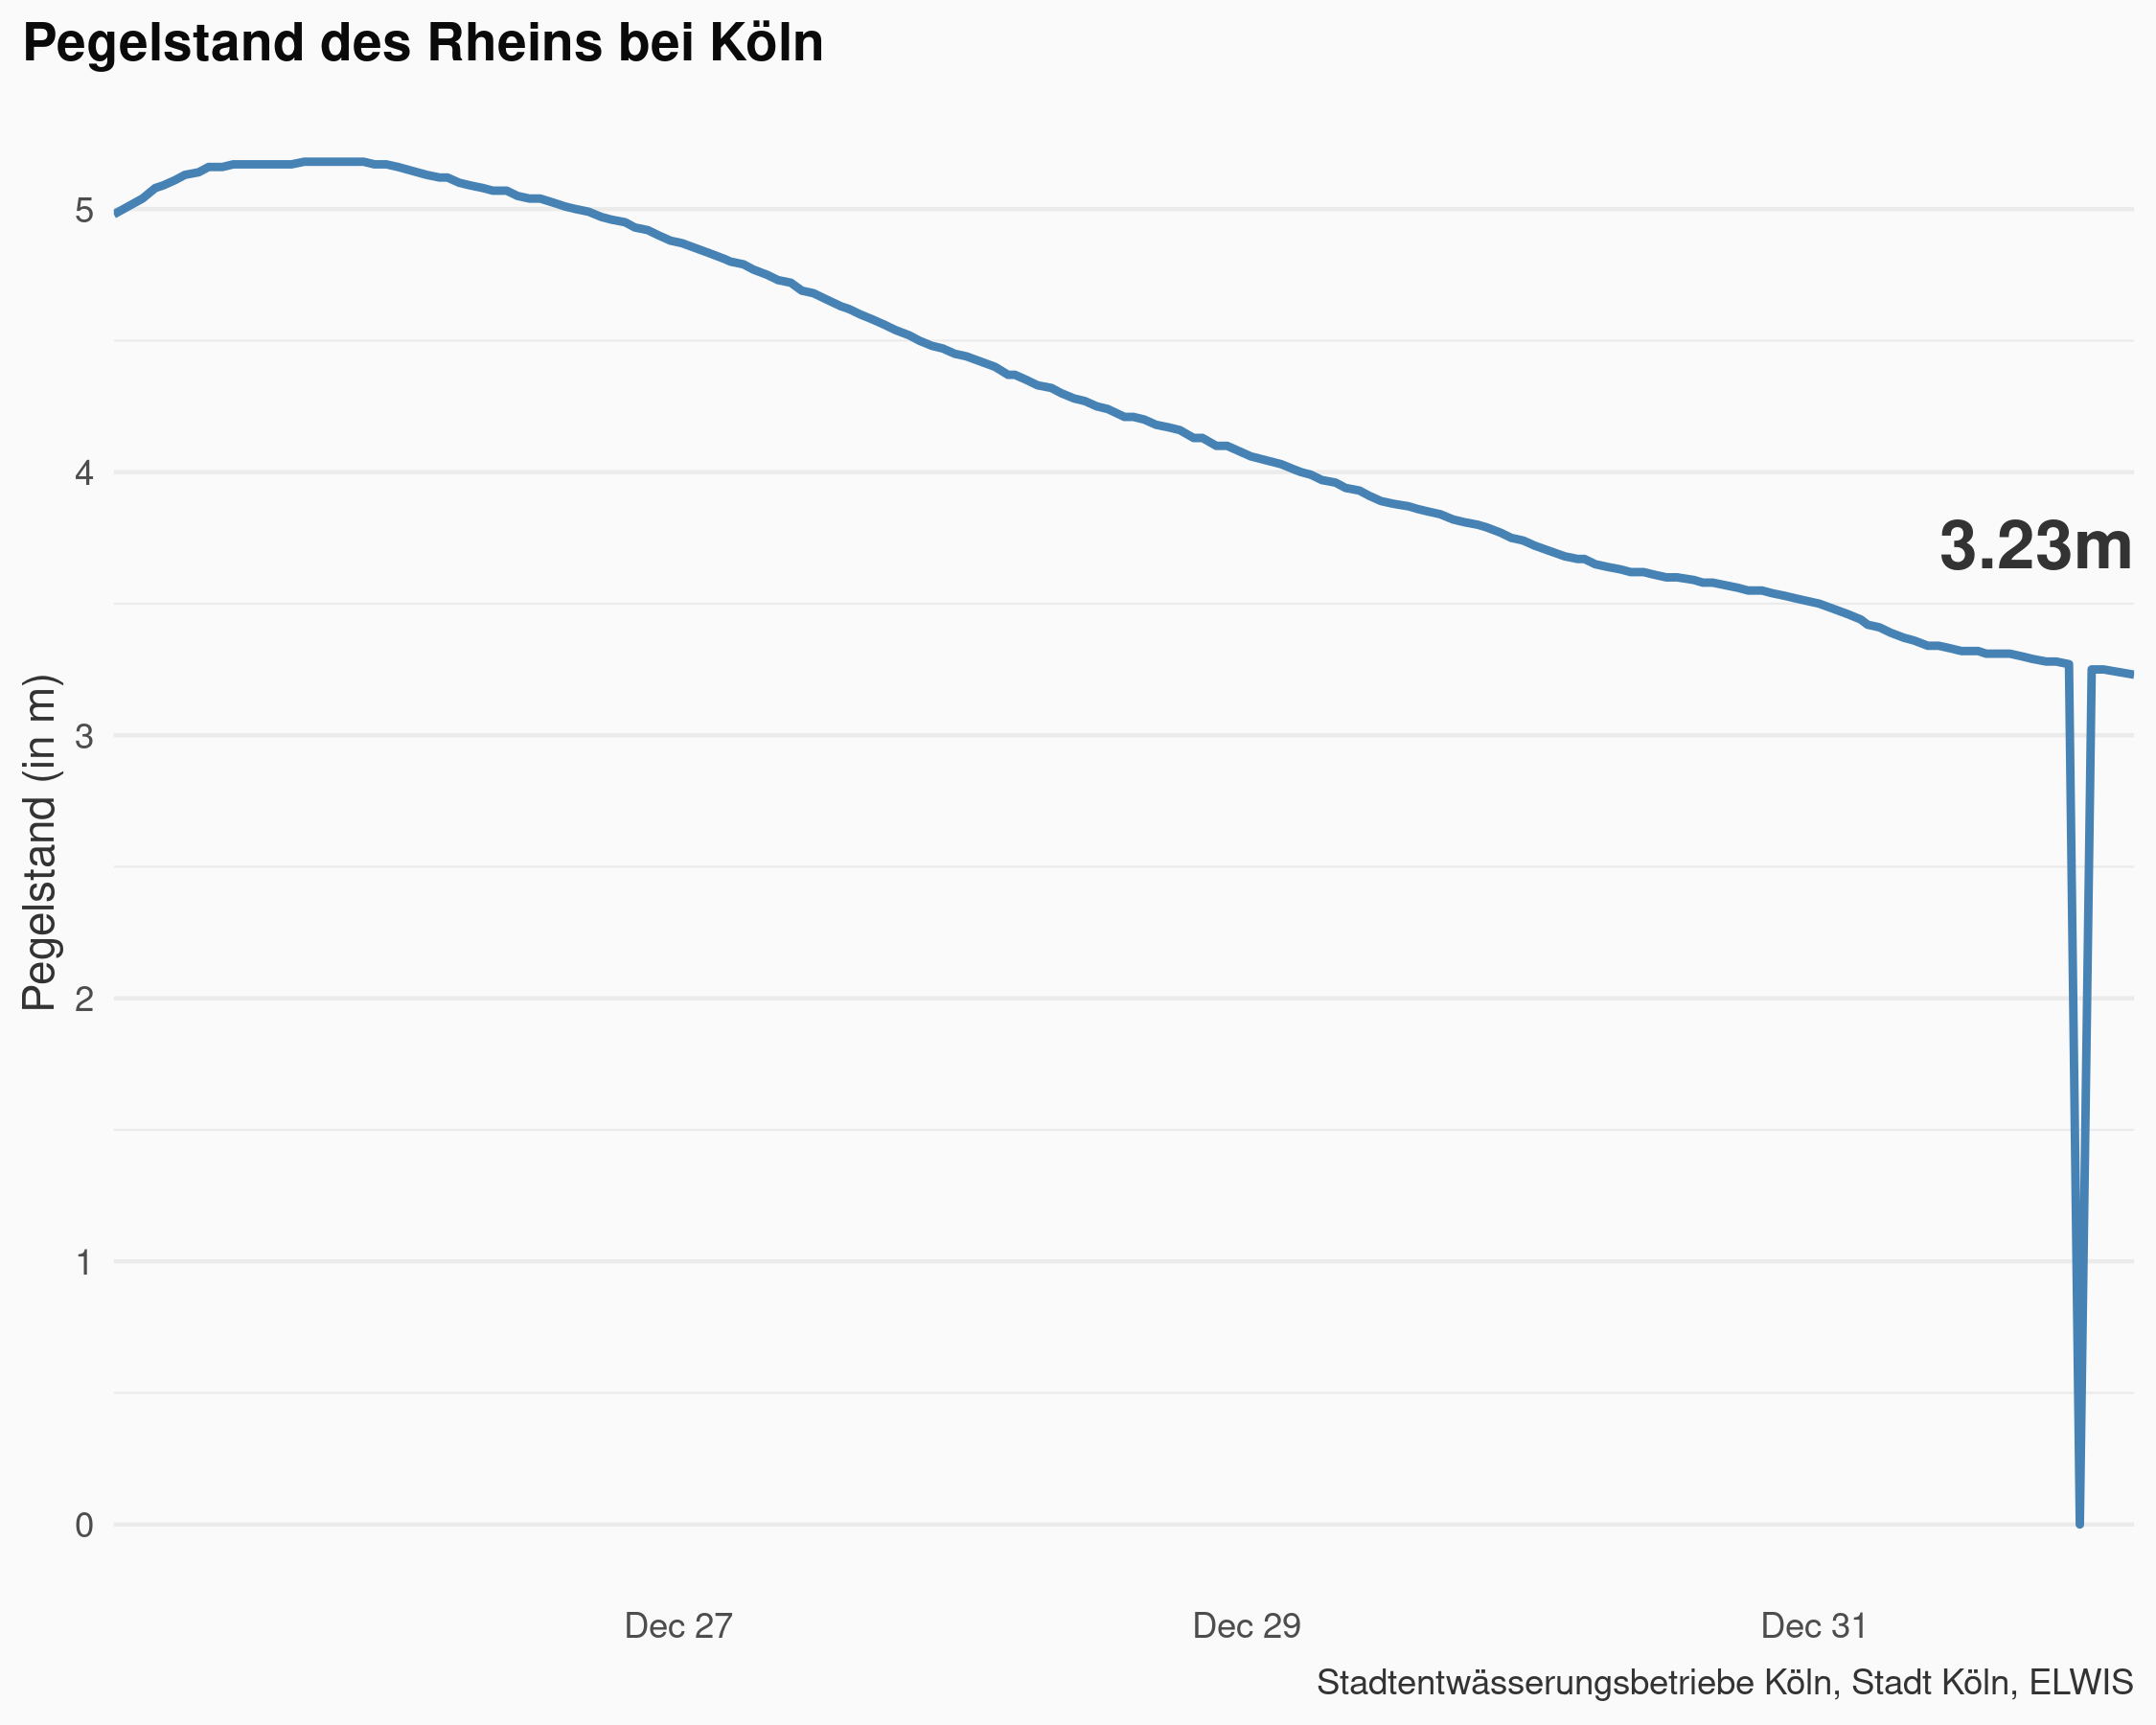 Pegelstand des Rheins bei Köln
Pegelstand (in m)
5
4
3
2
1
0
3.23m
Dec 27
Dec 29
Dec 31
Stadtentwässerungsbetriebe Köln, Stadt Köln, ELWIS